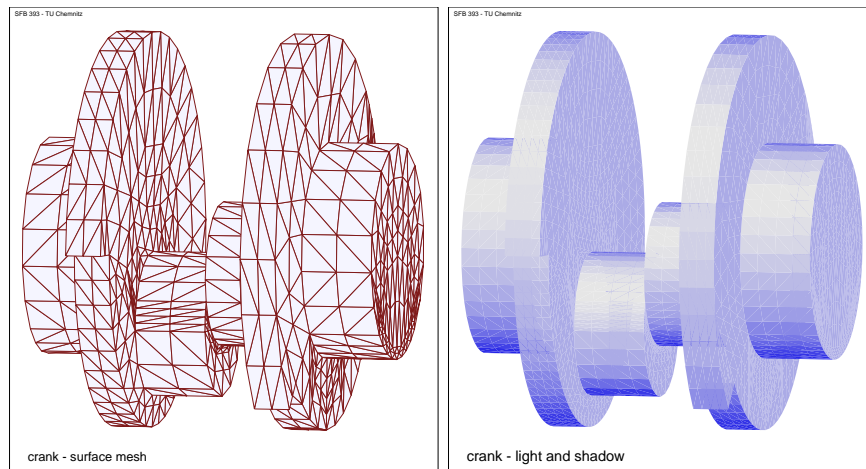 SFB 393 - TU Chemnitz
crank - surface mesh
SFB 393 - TU Chemnitz
crank - light and shadow